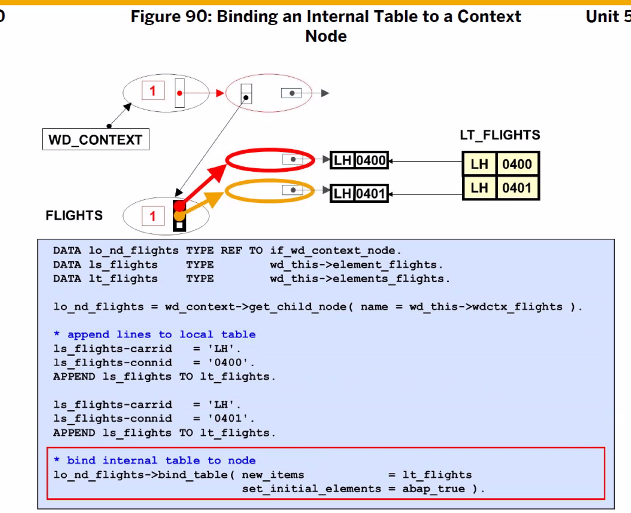 0
Figure 90: Binding an Internal Table to a Context
Node
Unit 5
1
WD_CONTEXT
LT_FLIGHTS
LH 0400
LH 0400
LH 0401
LH 0401
FLIGHTS
1
DATA lo_nd_flights TYPE REF TO if_wd_context_node.
DATA ls_flights TYPE wd_this->element_flights.
DATA lt_flights TYPE wd_this->elements_flights.
lo_nd_flights = wd_context->get_child_node( name = wd_this->wdctx_flights ).
* append lines to local table
ls_flights-carrid = 'LH'.
ls_flights-connid = '0400'.
APPEND ls_flights TO lt_flights.
ls_flights-carrid = 'LH'.
ls_flights-connid = '0401'.
APPEND ls_flights TO lt_flights.
* bind internal table to node
lo_nd_flights->bind_table( new_items = lt_flights
set_initial_elements = abap_true ).